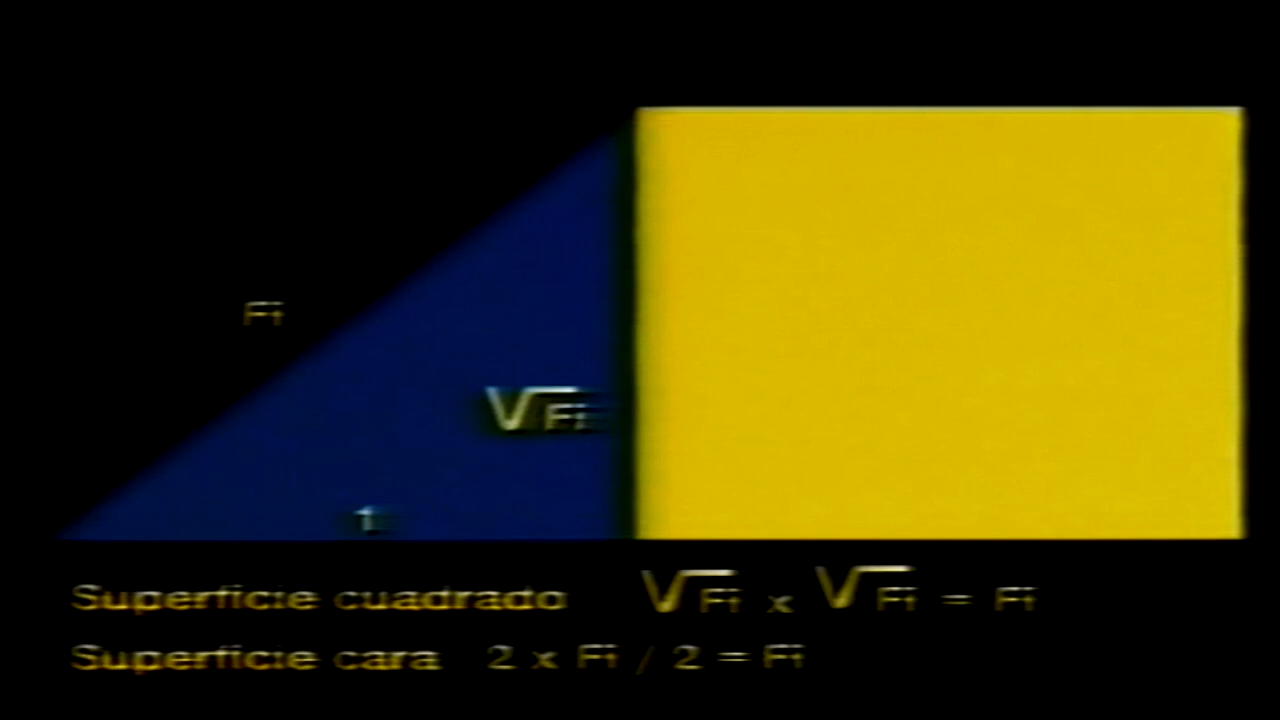 Fi
√Fi
1
Superficie cuadrado √Fi x √Fi = Fi
Superficie cara 2 x Fi / 2 = Fi